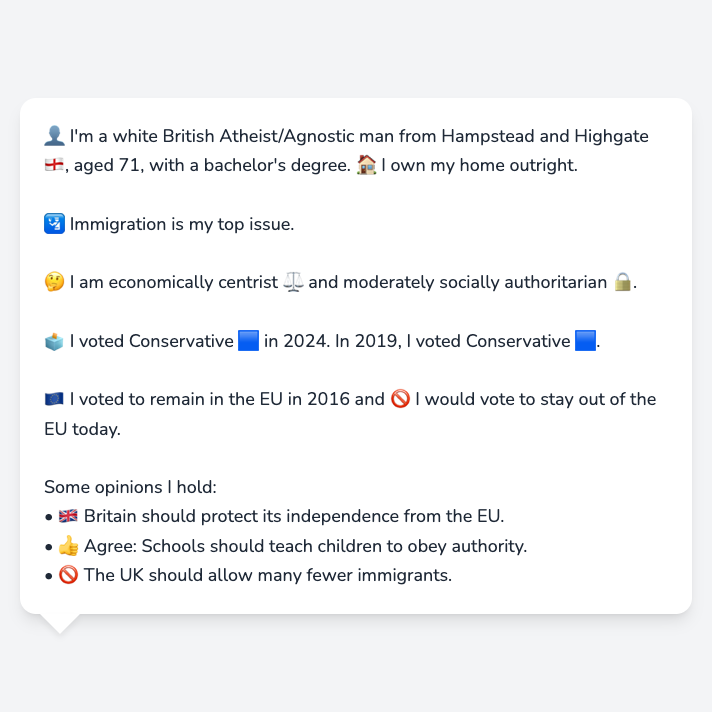 👤 I'm a white British Atheist/Agnostic man from Hampstead and Highgate
🏴󠁧󠁢󠁥󠁮󠁧󠁿, aged 71, with a bachelor's degree. 🏠 I own my home outright.
🛂 Immigration is my top issue.
🤔 I am economically centrist ⚖️ and moderately socially authoritarian 🔒.
🗳️ I voted Conservative 🟦 in 2024. In 2019, I voted Conservative 🟦.
🇪🇺 I voted to remain in the EU in 2016 and 🚫 I would vote to stay out of the
EU today.
Some opinions I hold:
• 🇬🇧 Britain should protect its independence from the EU.
• 👍 Agree: Schools should teach children to obey authority.
• 🚫 The UK should allow many fewer immigrants.